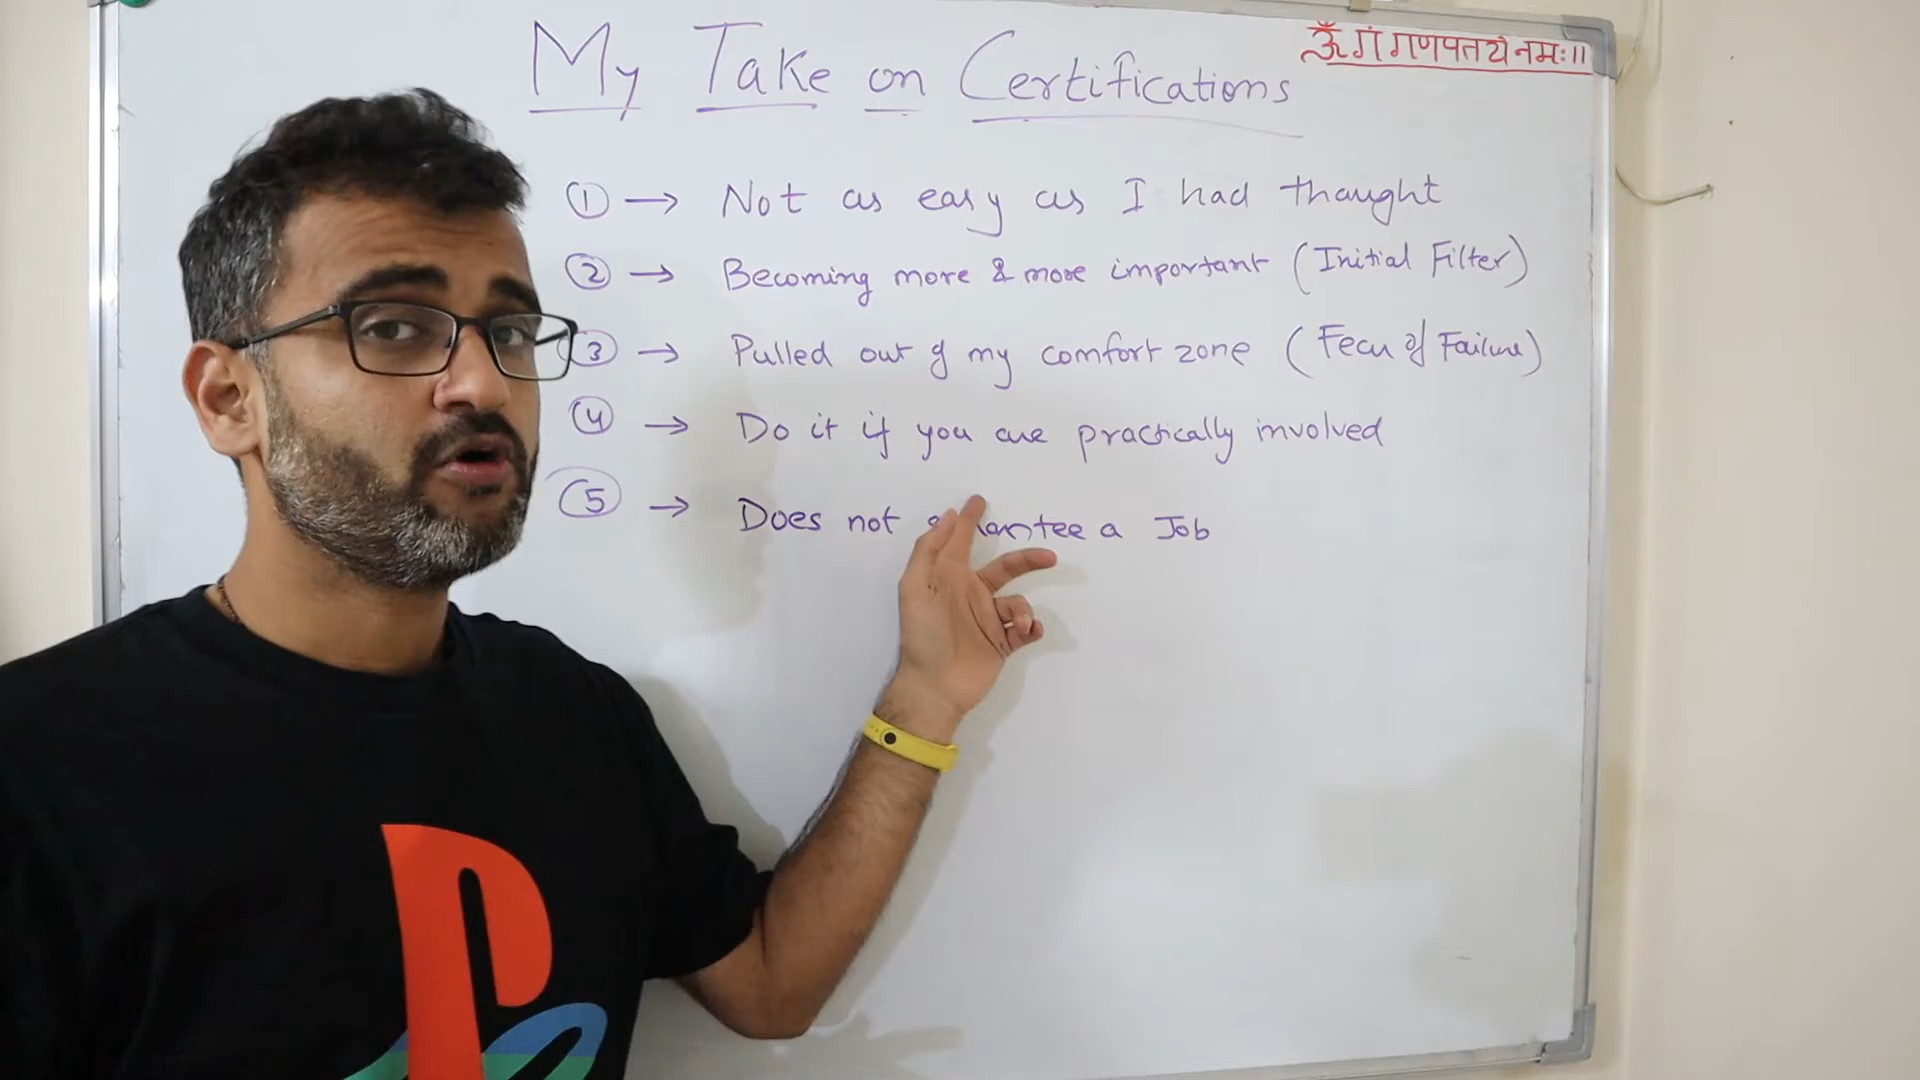 My Take on Certifications
ॐ गं गणपतये नमः॥
1 → Not as easy as I had thought
2 → Becoming more & more important (Initial Filter)
3 → Pulled out of my comfort zone (Fear of Failure)
4 → Do it if you are practically involved
5 → Does not a Job